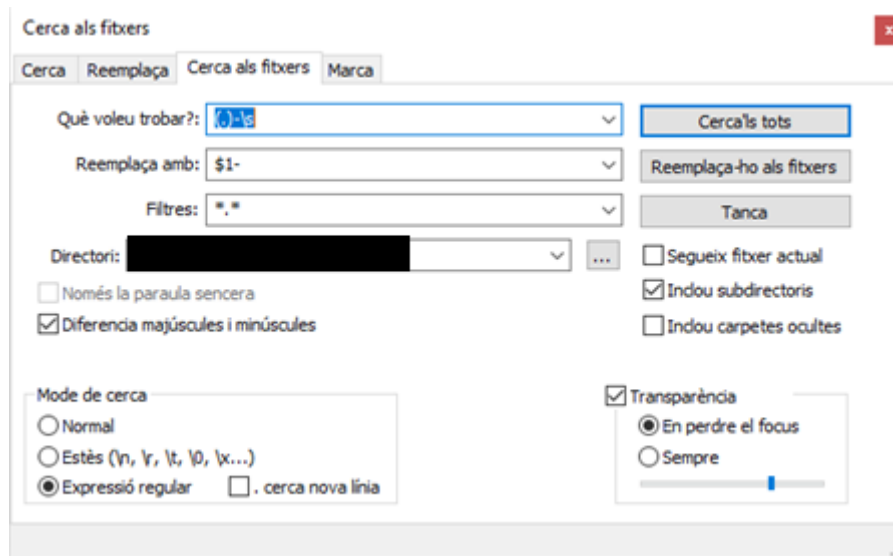 Cerca als fitxers
x
Cerca Reemplaça Cerca als fitxers Marca
Què voleu trobar?: (.)-\s Cerca'ls tots
Reemplaça amb: $1- Reemplaça-ho als fitxers
Filtres: *.* Tanca
Directori: ... Segueix fitxer actual
Només la paraula sencera Inclou subdirectoris
Diferencia majúscules i minúscules Inclou carpetes ocultes
Mode de cerca Transparència
Normal En perdre el focus
Estès (\n, \r, \t, \0, \x...) Sempre
Expressió regular . cerca nova línia